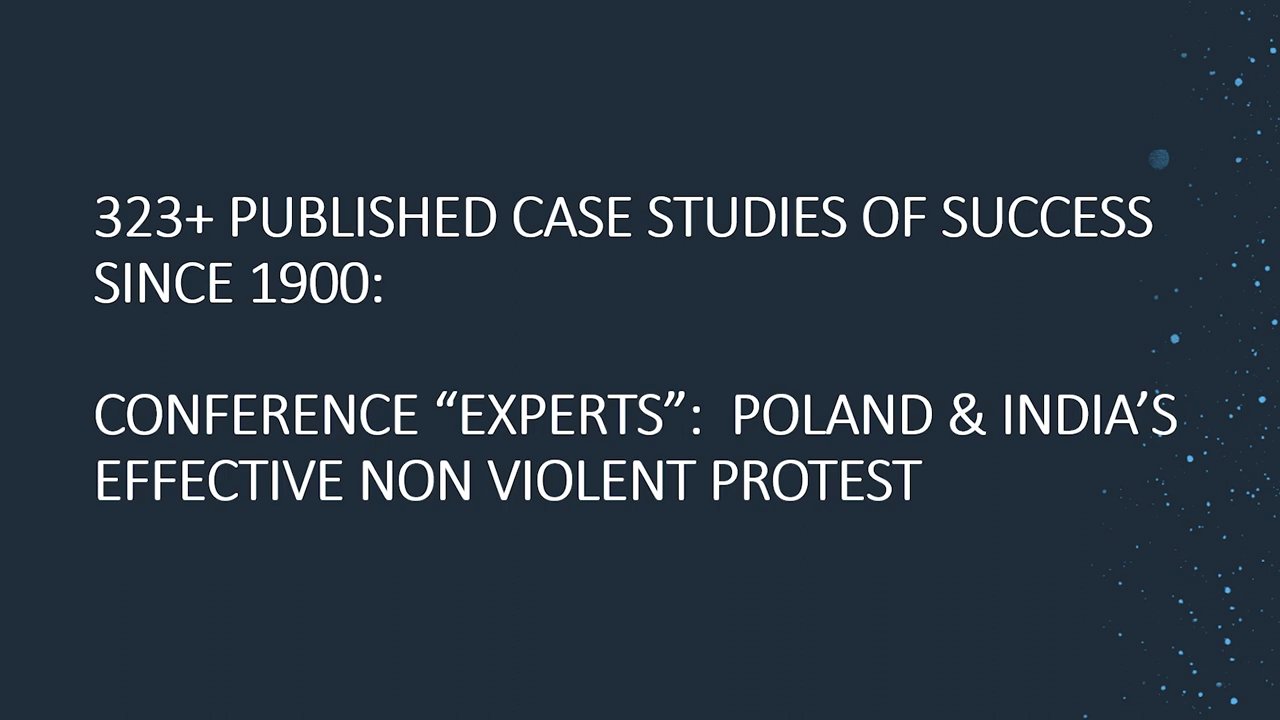 323+ PUBLISHED CASE STUDIES OF SUCCESS
SINCE 1900:
CONFERENCE “EXPERTS”: POLAND & INDIA’S
EFFECTIVE NON VIOLENT PROTEST